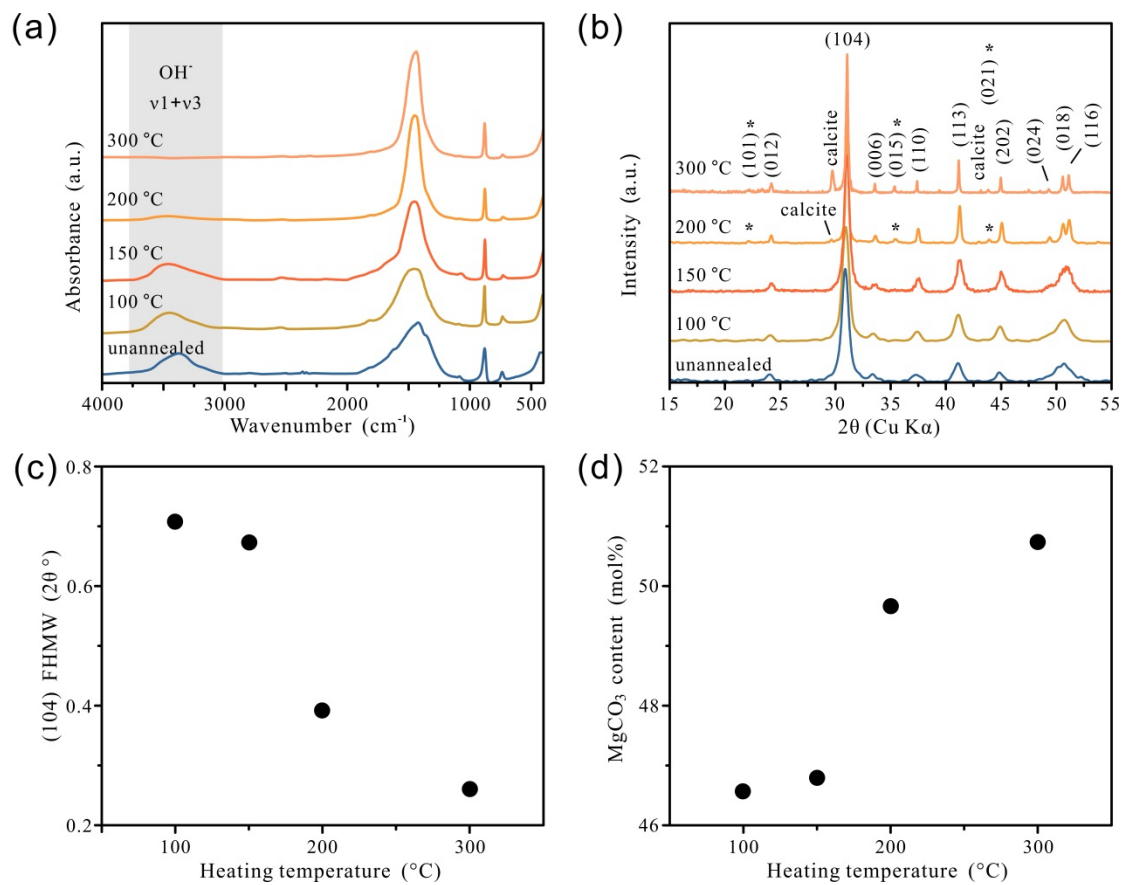 (a)
OH⁻
ν1+ν3
300 °C
200 °C
150 °C
100 °C
unannealed
Absorbance (a.u.)
4000 3000 2000 1000 500
Wavenumber (cm⁻¹)
(b)
(104)
(021) *
(101) *
(012)
calcite
(006)
(015) *
(110)
(113)
calcite
(202)
(024)
(018)
(116)
300 °C
calcite
200 °C
* * *
150 °C
100 °C
unannealed
Intensity (a.u.)
15 20 25 30 35 40 45 50 55
2θ (Cu Kα)
(c)
0.8
0.6
0.4
0.2
(104) FHMW (2θ °)
100 200 300
Heating temperature (°C)
(d)
52
50
48
46
MgCO₃ content (mol%)
100 200 300
Heating temperature (°C)